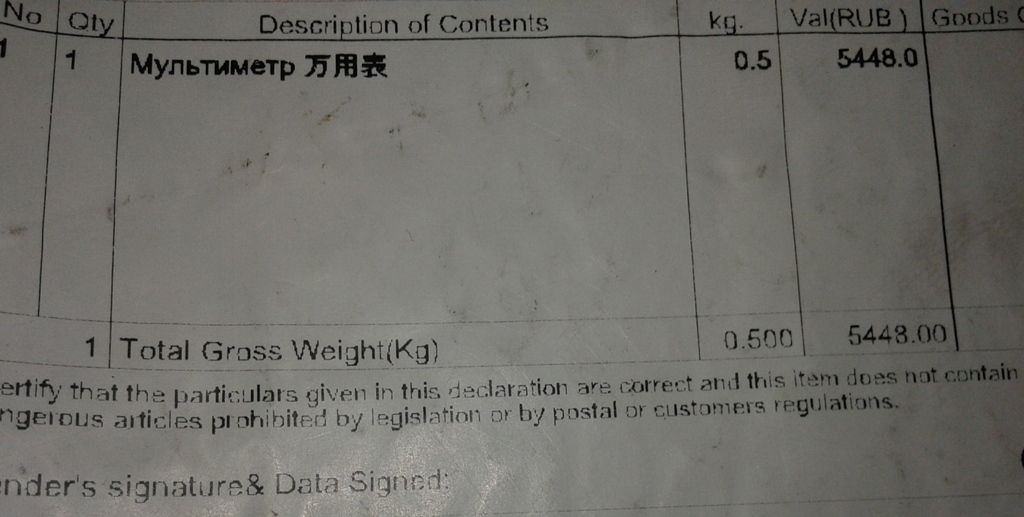 No Qty Description of Contents kg. Val(RUB ) Goods
1 1 Мультиметр 万用表 0.5 5448.0
1 Total Gross Weight(Kg) 0.500 5448.00
ertify that the particulars given in this declaration are correct and this item does not contain
ngerous articles prohibited by legislation or by postal or customers regulations.
nder's signature& Data Signed: